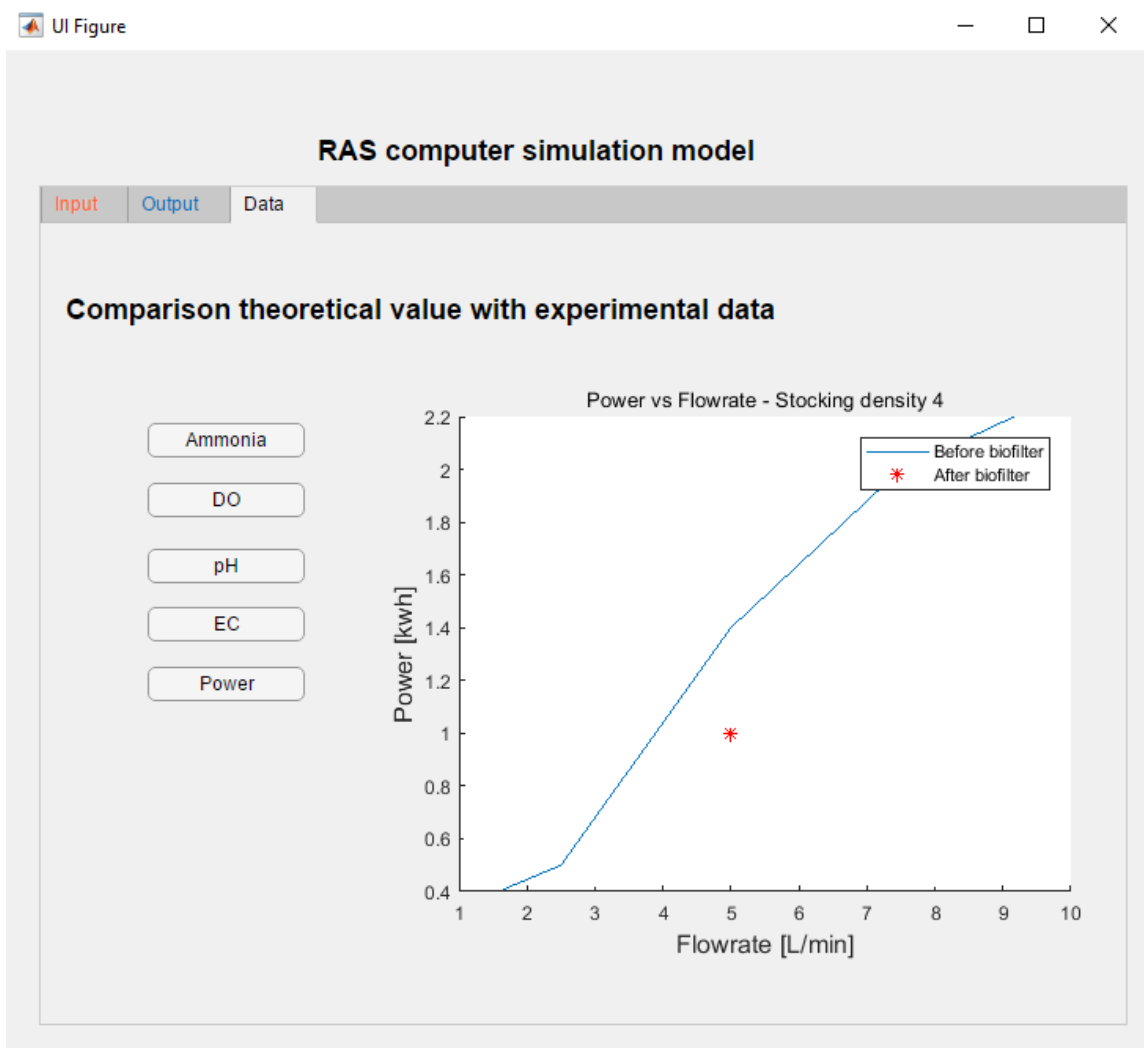 UI Figure
RAS computer simulation model
Input Output Data
Comparison theoretical value with experimental data
Ammonia
DO
pH
EC
Power
Power vs Flowrate - Stocking density 4
Before biofilter
After biofilter
2.2
2
1.8
1.6
1.4
1.2
1
0.8
0.6
0.4
Power [kwh]
1 2 3 4 5 6 7 8 9 10
Flowrate [L/min]